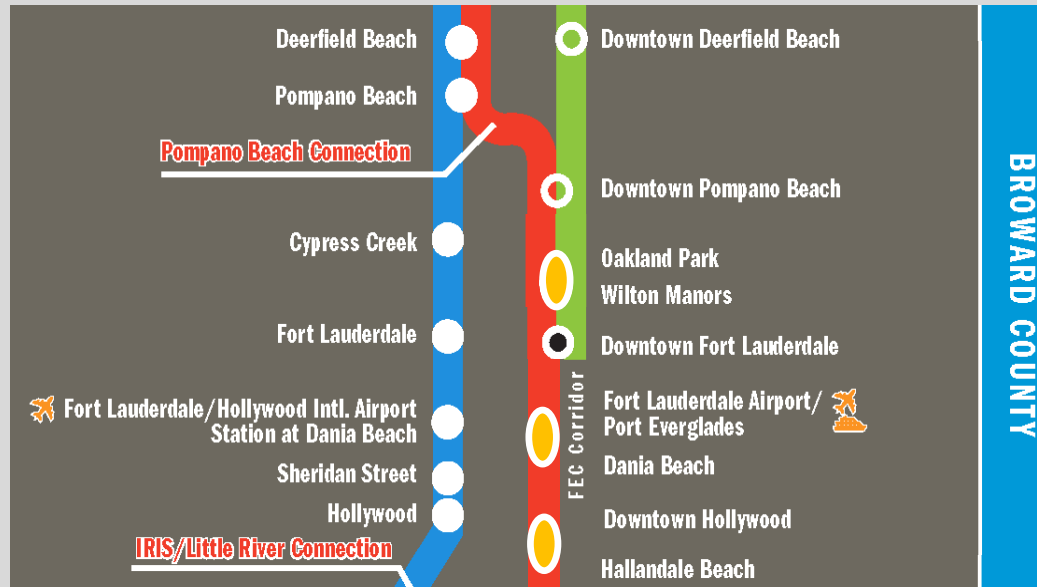 Deerfield Beach
Downtown Deerfield Beach
Pompano Beach
Pompano Beach Connection
Downtown Pompano Beach
Cypress Creek
Oakland Park
Wilton Manors
Fort Lauderdale
Downtown Fort Lauderdale
Fort Lauderdale/Hollywood Intl. Airport
Station at Dania Beach
FEC Corridor
Fort Lauderdale Airport/
Port Everglades
Dania Beach
Sheridan Street
Hollywood
Downtown Hollywood
IRIS/Little River Connection
Hallandale Beach
BROWARD COUNTY